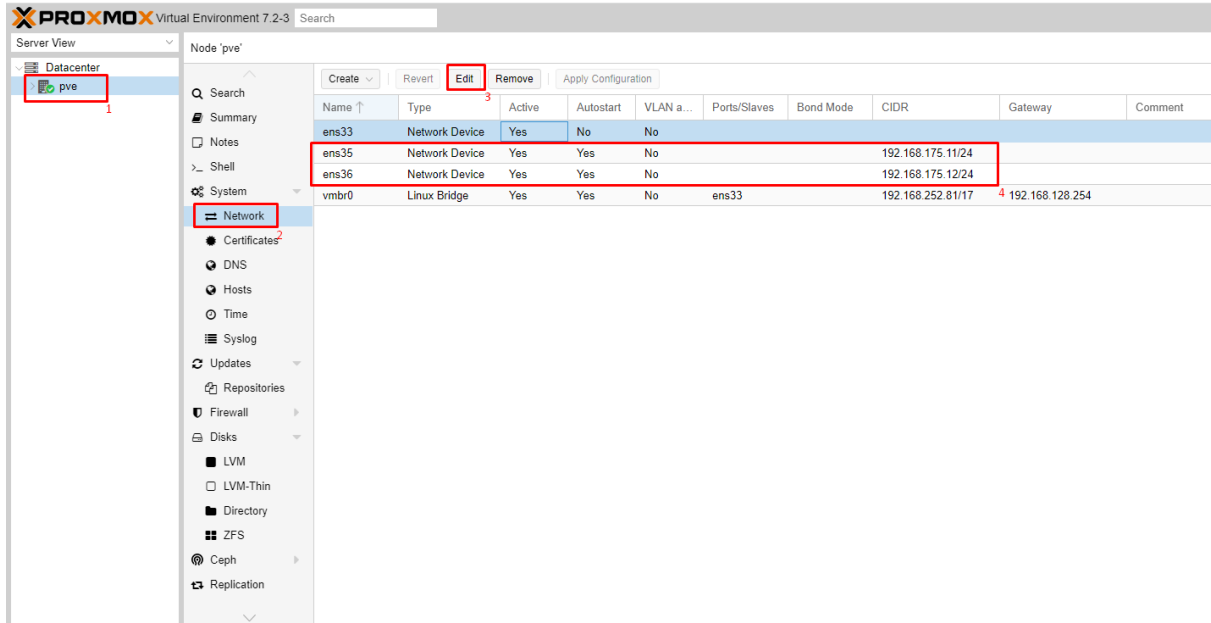 PROXMOX Virtual Environment 7.2-3 Search
Server View
Datacenter
pve
1
Node 'pve'
Search
Summary
Notes
Shell
System
Network
2
Certificates
DNS
Hosts
Time
Syslog
Updates
Repositories
Firewall
Disks
LVM
LVM-Thin
Directory
ZFS
Ceph
Replication
Create Revert Edit Remove Apply Configuration
3
Name Type Active Autostart VLAN a... Ports/Slaves Bond Mode CIDR Gateway Comment
ens33 Network Device Yes No No
ens35 Network Device Yes Yes No 192.168.175.11/24
ens36 Network Device Yes Yes No 192.168.175.12/24
vmbr0 Linux Bridge Yes Yes No ens33 192.168.252.81/17 4 192.168.128.254